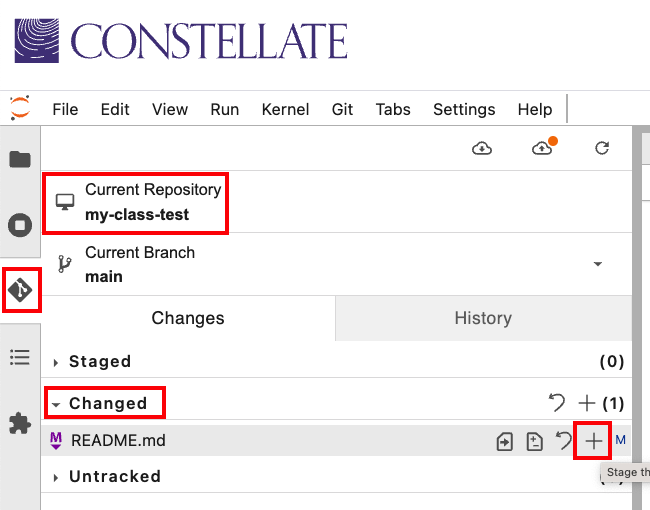 CONSTELLATE
File Edit View Run Kernel Git Tabs Settings Help
Current Repository
my-class-test
Current Branch
main
Changes History
Staged (0)
Changed (1)
M README.md M
Stage th
Untracked